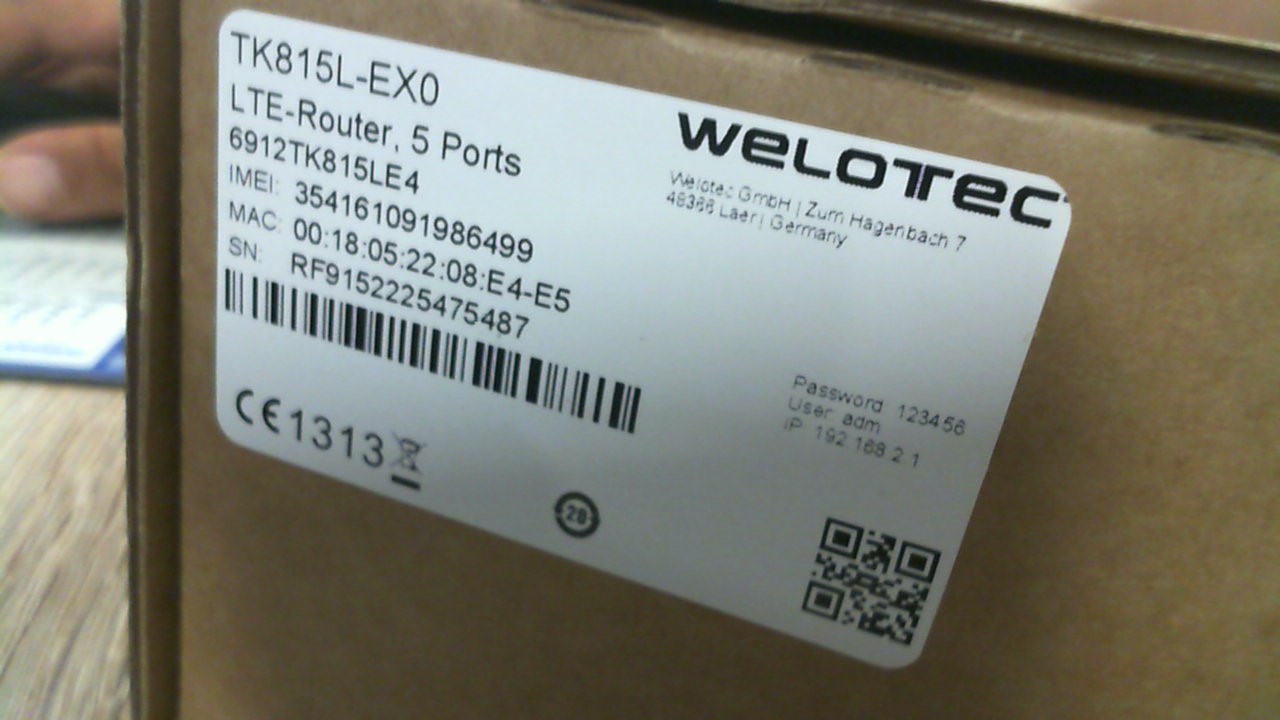 TK815L-EX0
LTE-Router, 5 Ports
6912TK815LE4
IMEI: 354161091986499
MAC: 00:18:05:22:08:E4-E5
SN: RF9152225475487
CE1313
28
WeLOTEC
Welotec GmbH | Zum Hagenbach 7
48366 Laer | Germany
Password 123456
User adm
IP 192.168.2.1